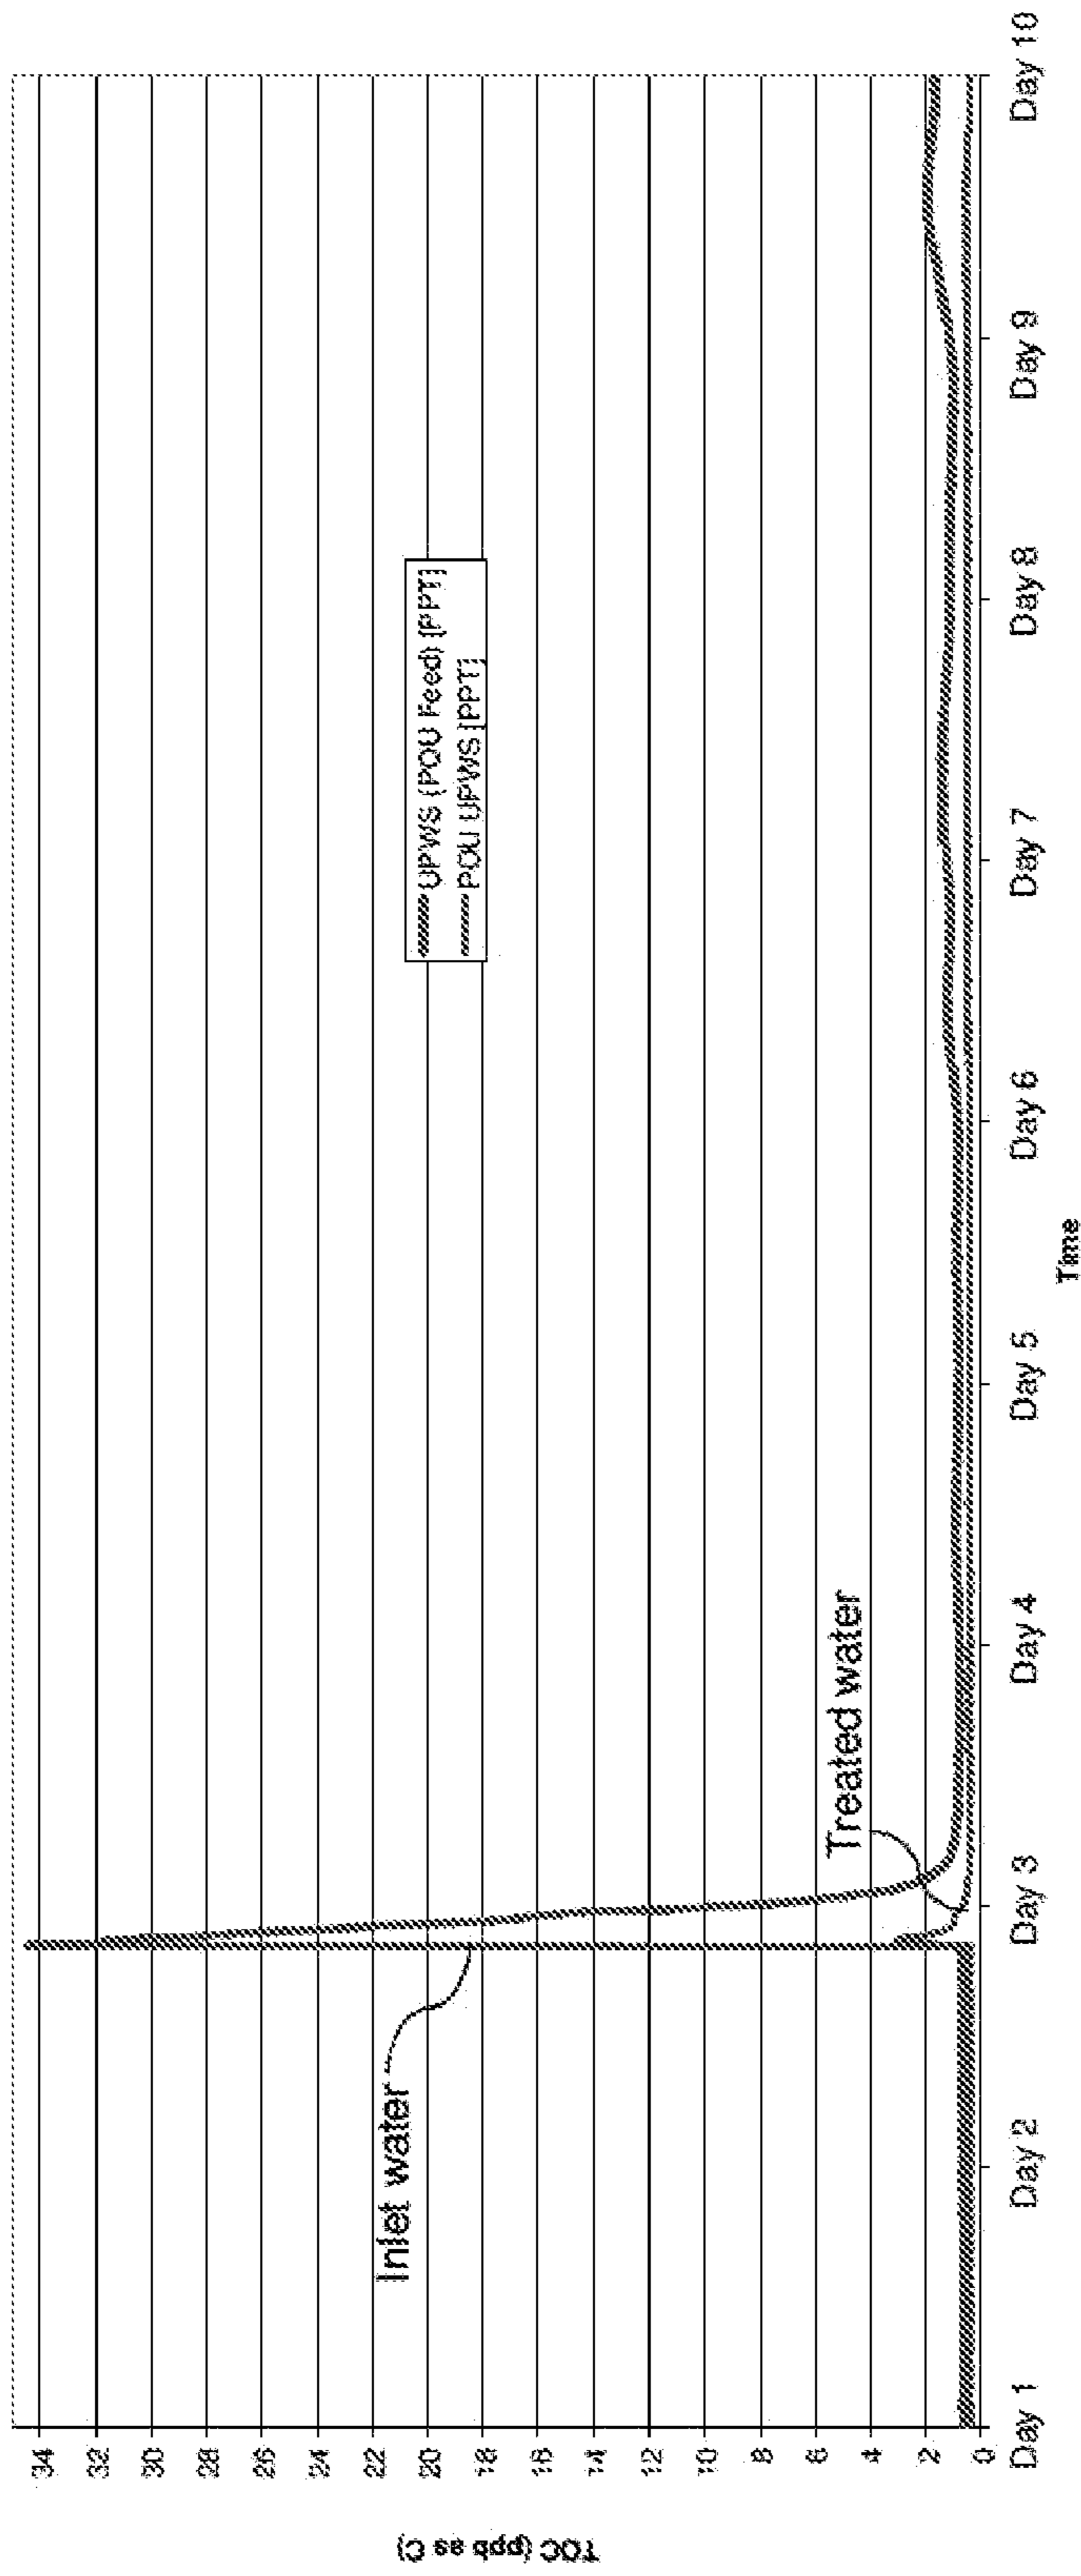 TOC (ppb as C)
34
32
30
28
26
24
22
20
18
16
14
12
10
8
6
4
2
0
Inlet water
Treated water
UPWS (POU Feed) [PPT]
POU UPWS [PPT]
Day 1
Day 2
Day 3
Day 4
Day 5
Day 6
Day 7
Day 8
Day 9
Day 10
Time